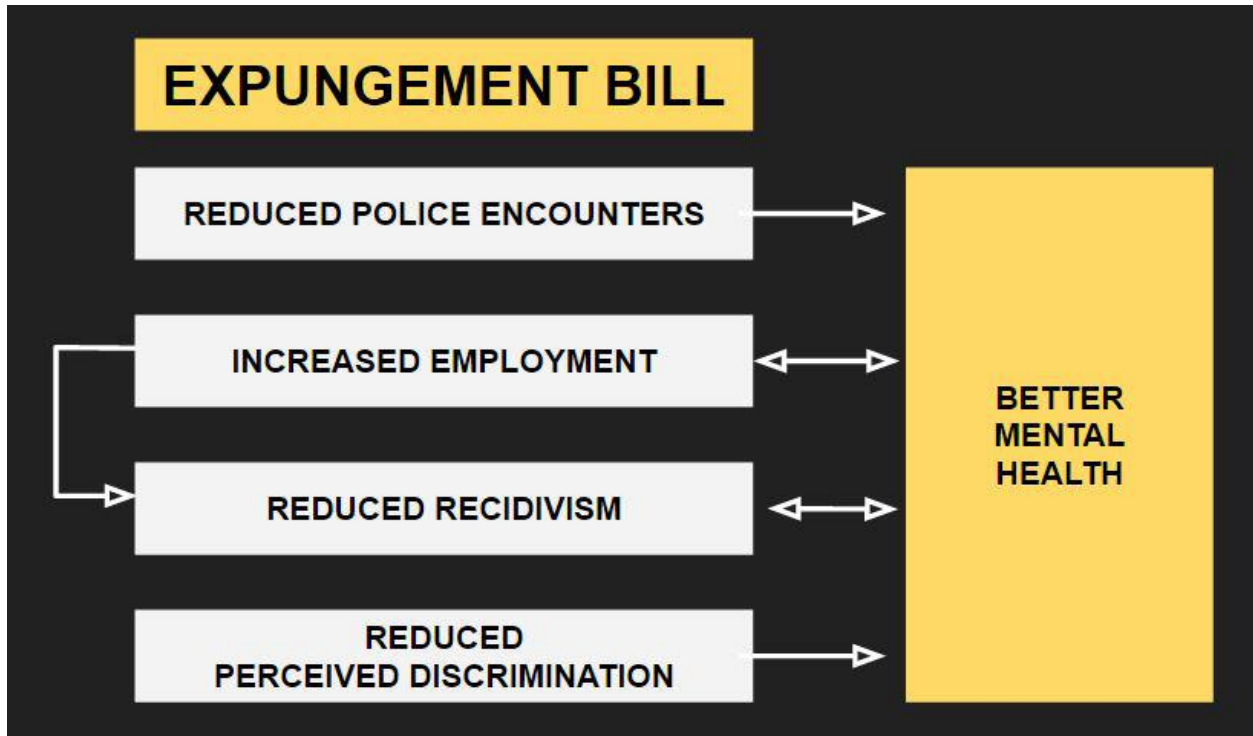 EXPUNGEMENT BILL
REDUCED POLICE ENCOUNTERS
INCREASED EMPLOYMENT
REDUCED RECIDIVISM
REDUCED
PERCEIVED DISCRIMINATION
BETTER
MENTAL
HEALTH